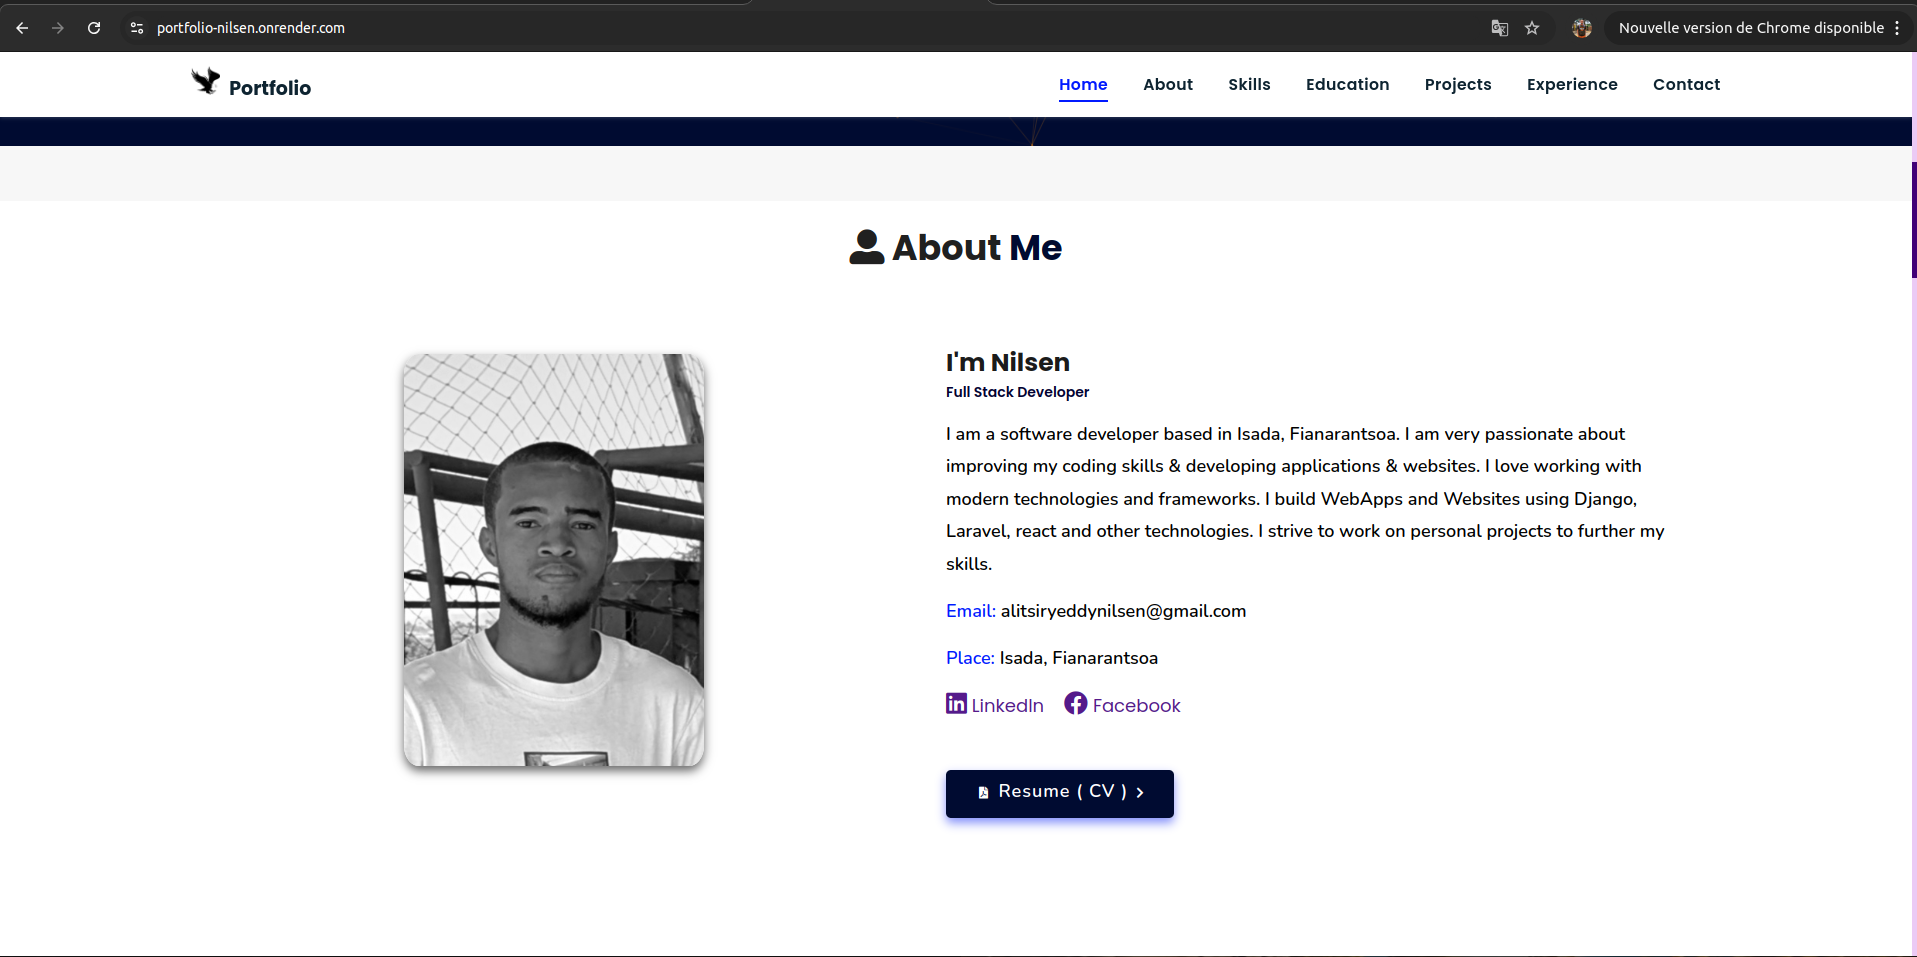 portfolio-nilsen.onrender.com
Nouvelle version de Chrome disponible
Portfolio
Home About Skills Education Projects Experience Contact
About Me
I'm Nilsen
Full Stack Developer
I am a software developer based in Isada, Fianarantsoa. I am very passionate about
improving my coding skills & developing applications & websites. I love working with
modern technologies and frameworks. I build WebApps and Websites using Django,
Laravel, react and other technologies. I strive to work on personal projects to further my
skills.
Email: alitsiryeddynilsen@gmail.com
Place: Isada, Fianarantsoa
LinkedIn Facebook
Resume ( CV )